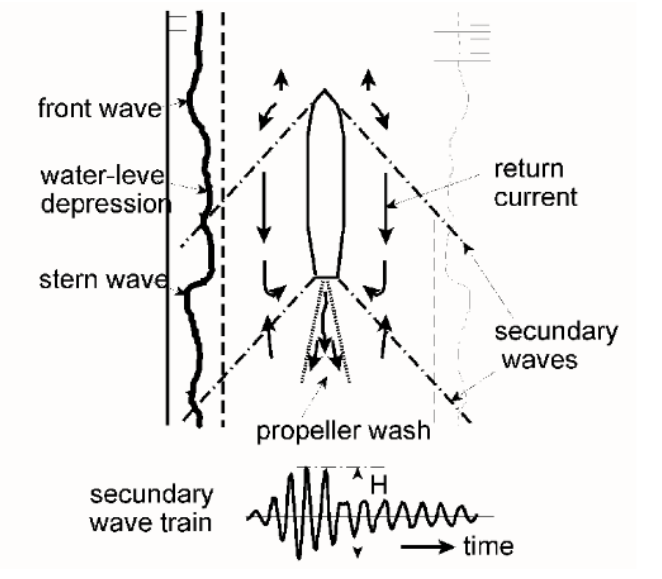 front wave
water-leve
depression
stern wave
return
current
secundary
waves
propeller wash
secundary
wave train
H
time